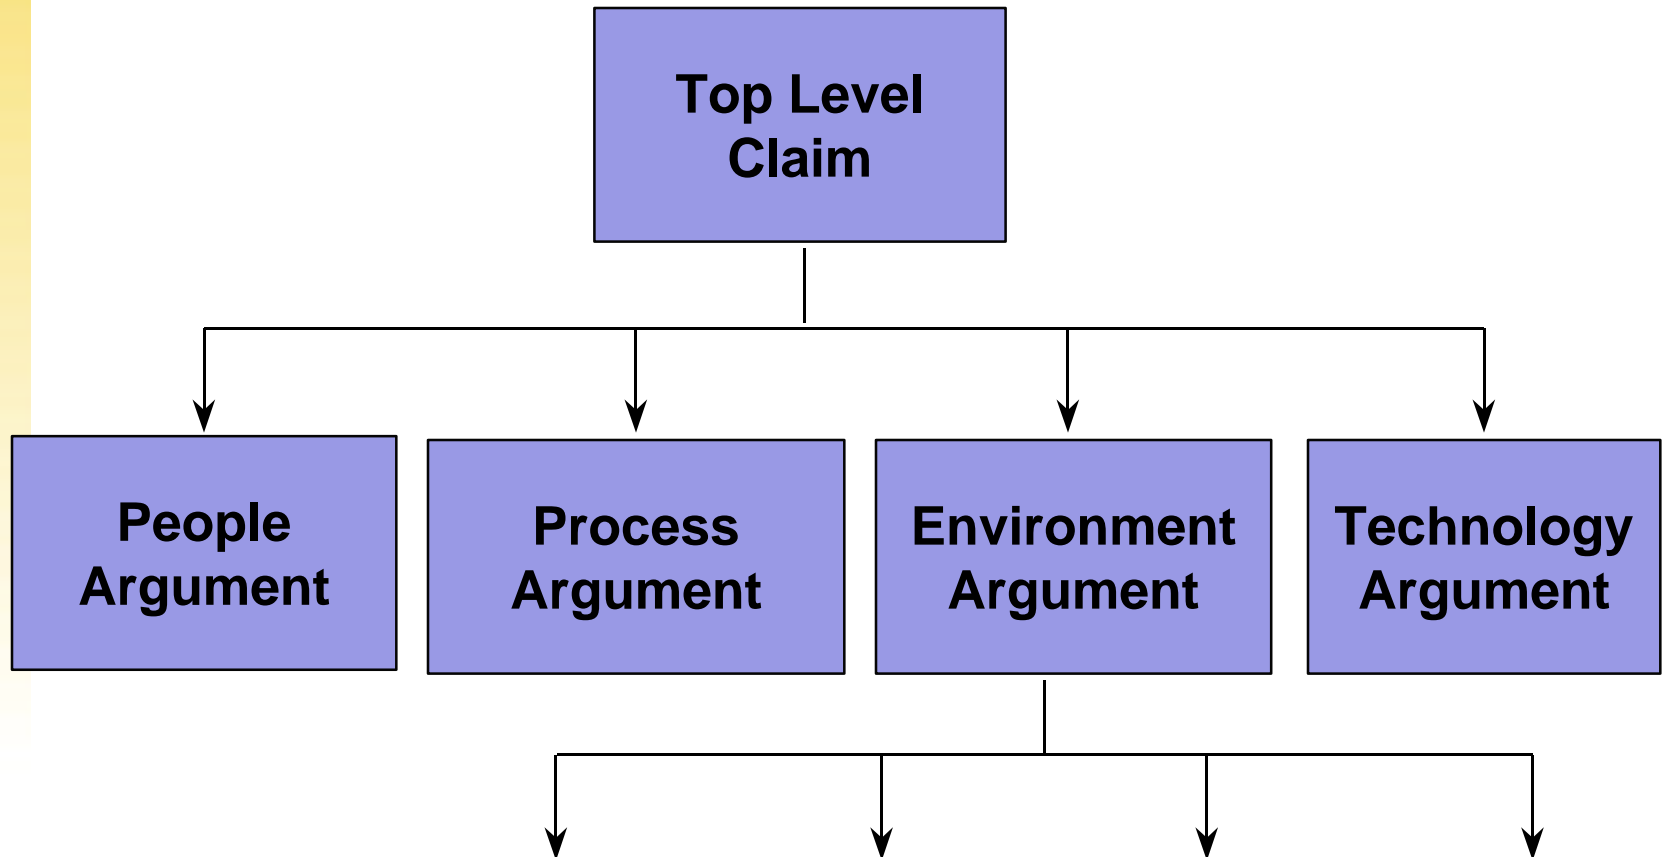 Top Level
Claim
People
Argument
Process
Argument
Environment
Argument
Technology
Argument